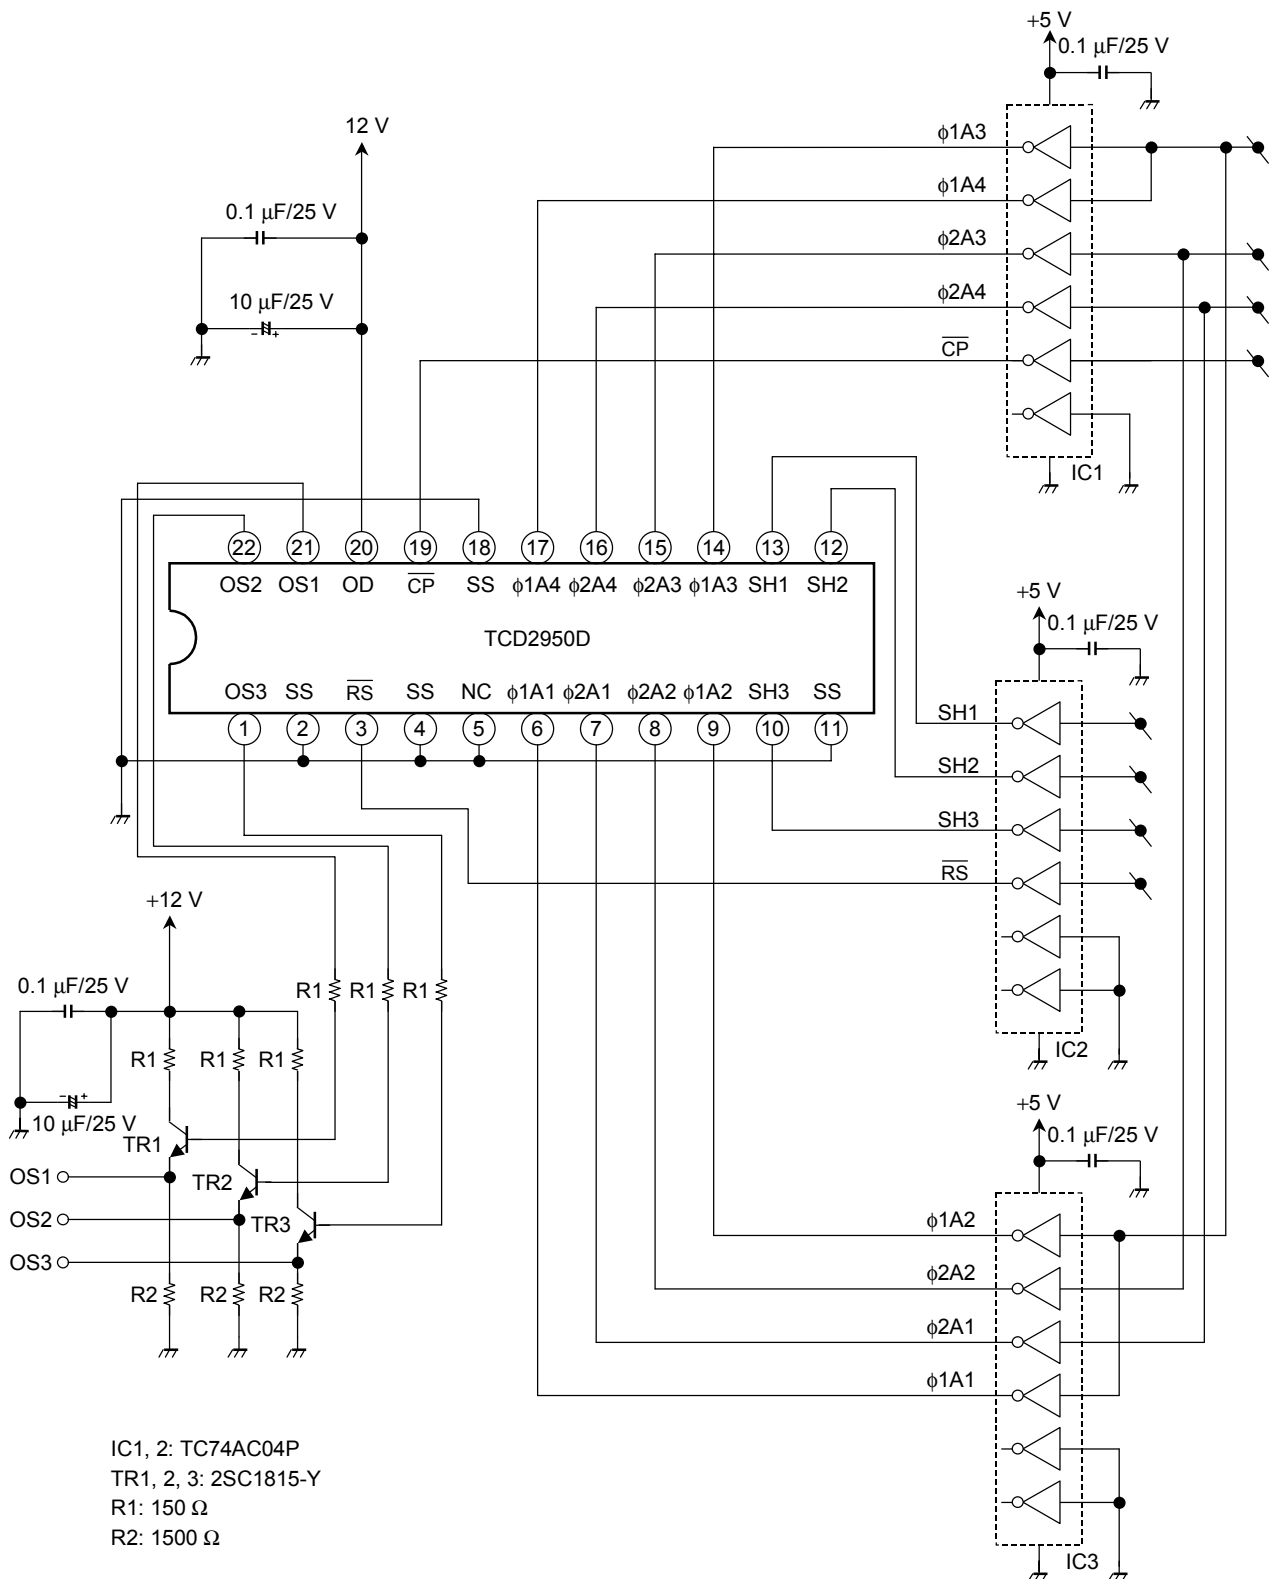 +5 V
0.1 μF/25 V
12 V
0.1 μF/25 V
10 μF/25 V
- +
ϕ1A3
ϕ1A4
ϕ2A3
ϕ2A4
C̅P̅
IC1
22 21 20 19 18 17 16 15 14 13 12
OS2 OS1 OD C̅P̅ SS ϕ1A4 ϕ2A4 ϕ2A3 ϕ1A3 SH1 SH2
TCD2950D
OS3 SS R̅S̅ SS NC ϕ1A1 ϕ2A1 ϕ2A2 ϕ1A2 SH3 SS
1 2 3 4 5 6 7 8 9 10 11
+5 V
0.1 μF/25 V
SH1
SH2
SH3
R̅S̅
IC2
+12 V
0.1 μF/25 V
R1 R1 R1
R1 R1 R1
- +
10 μF/25 V
TR1
OS1
TR2
OS2
TR3
OS3
R2 R2 R2
+5 V
0.1 μF/25 V
ϕ1A2
ϕ2A2
ϕ2A1
ϕ1A1
IC3
IC1, 2: TC74AC04P
TR1, 2, 3: 2SC1815-Y
R1: 150 Ω
R2: 1500 Ω